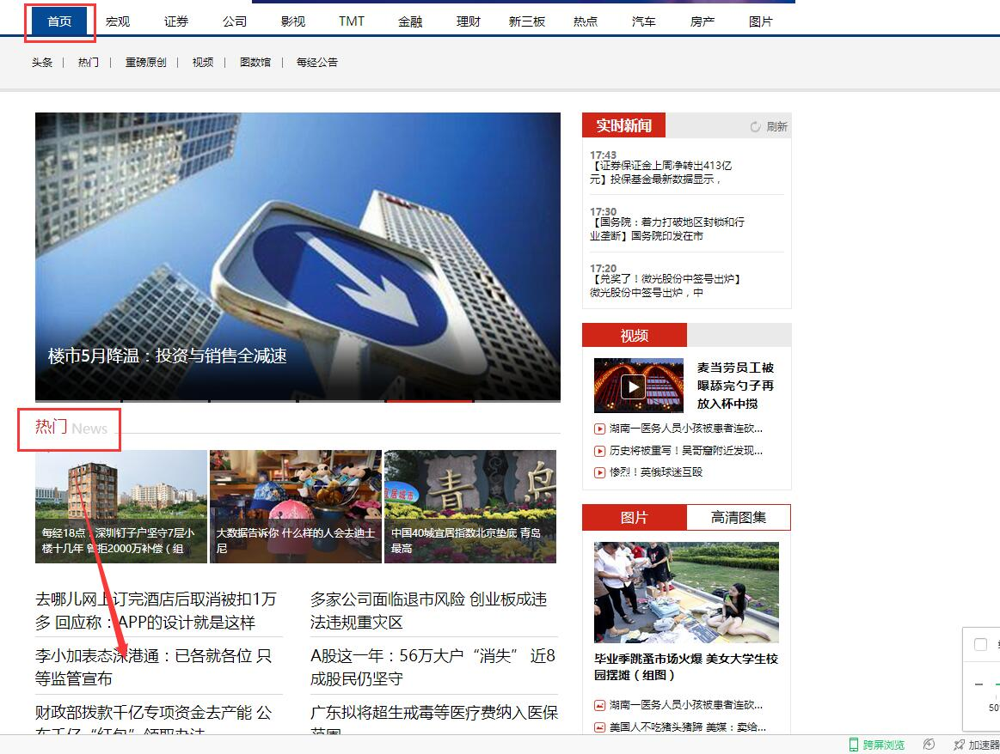 首页 宏观 证券 公司 影视 TMT 金融 理财 新三板 热点 汽车 房产 图片
头条 | 热门 | 重磅原创 | 视频 | 图数馆 | 每经公告
楼市5月降温：投资与销售全减速
热门 News
每经18点︱深圳钉子户坚守7层小
楼十几年 曾拒2000万补偿（组
大数据告诉你 什么样的人会去迪士
尼
宜居城市
青岛
中国40城宜居指数北京垫底 青岛
最高
去哪儿网上订完酒店后取消被扣1万
多 回应称：APP的设计就是这样
多家公司面临退市风险 创业板成违
法违规重灾区
李小加表态深港通：已各就各位 只
等监管宣布
A股这一年：56万大户“消失” 近8
成股民仍坚守
财政部拨款千亿专项资金去产能 公
布千亿“红包”领取办法
广东拟将超生戒毒等医疗费纳入医保
范围
实时新闻 刷新
17:43
【证券保证金上周净转出413亿
元】投保基金最新数据显示，
17:30
【国务院：着力打破地区封锁和行
业垄断】国务院印发在市
17:20
【兑奖了！微光股份中签号出炉】
微光股份中签号出炉，中
视频
麦当劳员工被
曝舔完勺子再
放入杯中搅
湖南一医务人员小孩被患者连砍...
历史将被重写！吴哥窟附近发现...
惨烈！英俄球迷互殴
图片 高清图集
毕业季跳蚤市场火爆 美女大学生校
园摆摊（组图）
湖南一医务人员小孩被患者连砍...
美国人不吃猪头猪蹄 美媒：卖给...
50
跨屏浏览 加速器